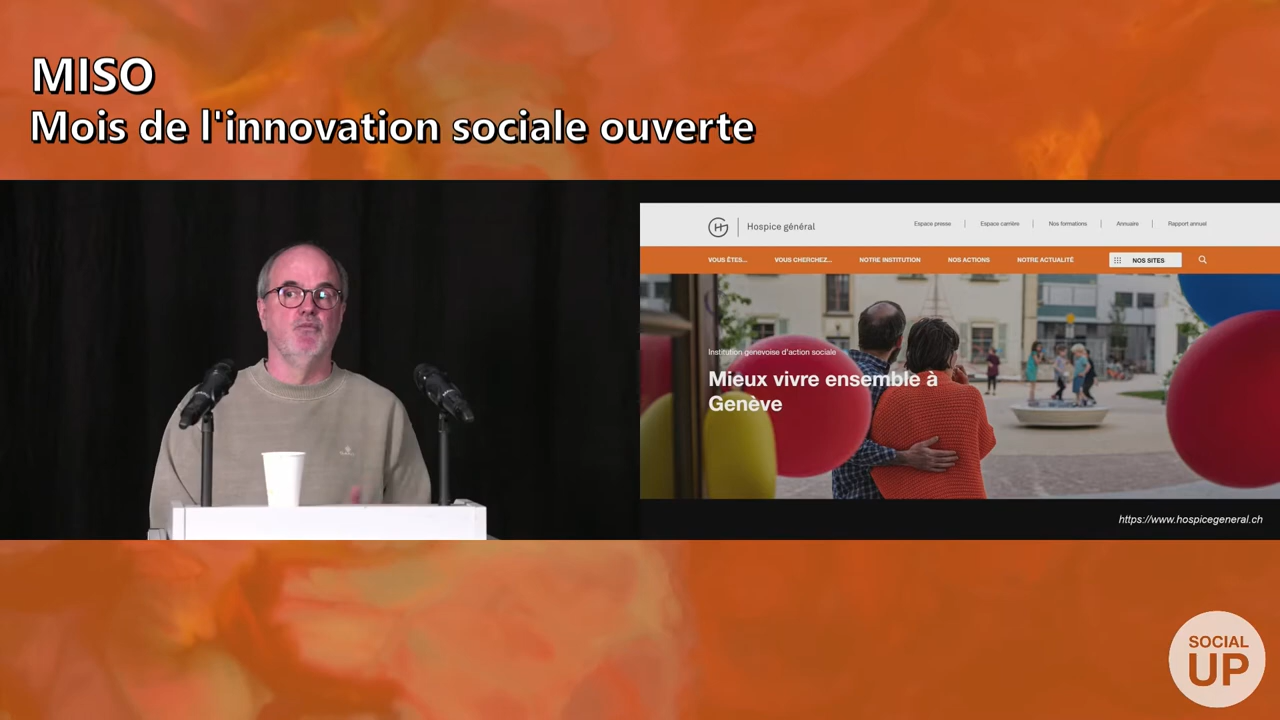 MISO
Mois de l'innovation sociale ouverte
Hospice général
Espace presse | Espace carrière | Nos formations | Annuaire | Rapport annuel
VOUS ÊTES... VOUS CHERCHEZ... NOTRE INSTITUTION NOS ACTIONS NOTRE ACTUALITÉ NOS SITES
Institution genevoise d'action sociale
Mieux vivre ensemble à
Genève
https://www.hospicegeneral.ch
SOCIAL
UP